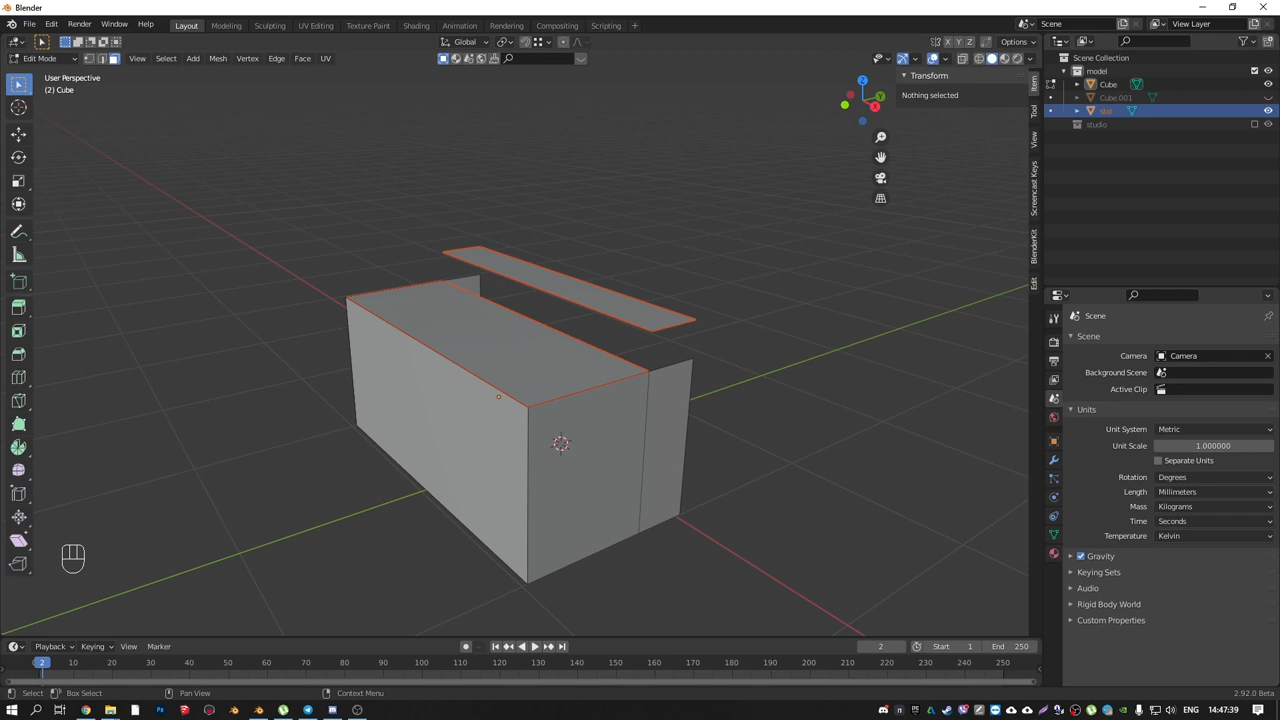 Blender
File Edit Render Window Help
Layout Modeling Sculpting UV Editing Texture Paint Shading Animation Rendering Compositing Scripting +
Scene View Layer
Global Options
X Y Z
Edit Mode View Select Add Mesh Vertex Edge Face UV
User Perspective
(2) Cube
Transform
Nothing selected
Item
Tool
View
Screencast Keys
BlenderKit
Edit
Z
Y
X
Scene Collection
model
Cube
Cube.001
studio
Scene
Scene
Camera Camera
Background Scene
Active Clip
Units
Unit System Metric
Unit Scale 1.000000
Separate Units
Rotation Degrees
Length Millimeters
Mass Kilograms
Time Seconds
Temperature Kelvin
Gravity
Keying Sets
Audio
Rigid Body World
Custom Properties
Playback Keying View Marker
2 Start 1 End 250
2 10 20 30 40 50 60 70 80 90 100 110 120 130 140 150 160 170 180 190 200 210 220 230 240 250
Select Box Select Pan View Context Menu 2.92.0 Beta
ENG 14:47:39